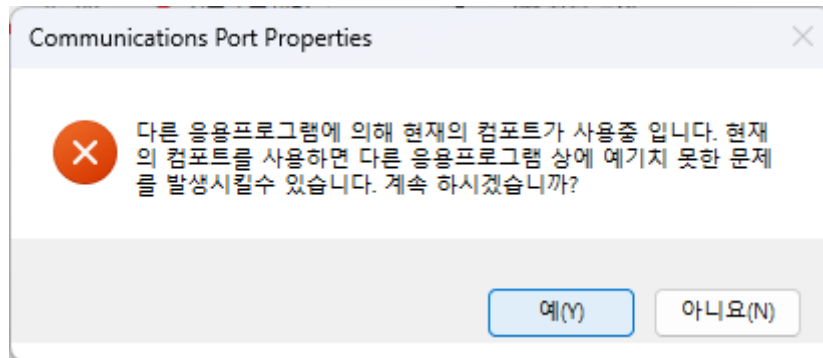 Communications Port Properties
다른 응용프로그램에 의해 현재의 컴포트가 사용중 입니다. 현재
의 컴포트를 사용하면 다른 응용프로그램 상에 예기치 못한 문제
를 발생시킬수 있습니다. 계속 하시겠습니까?
예(Y)
아니요(N)